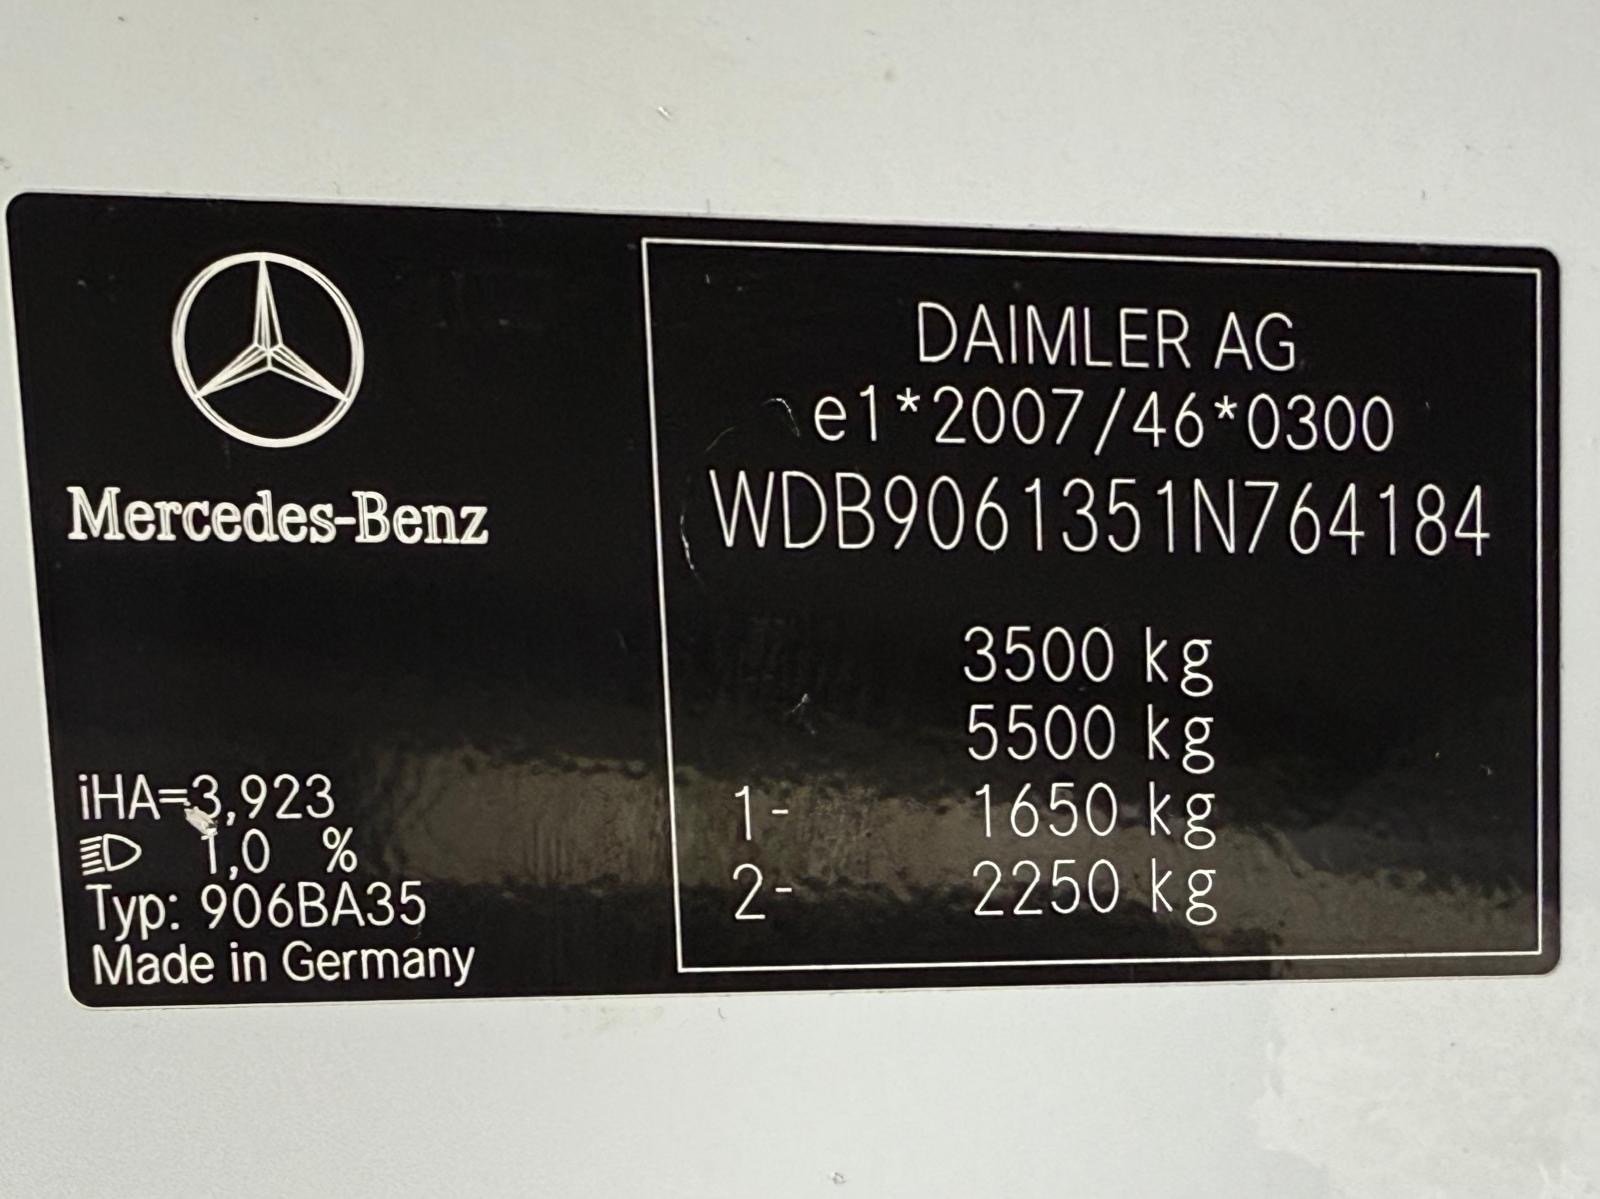 Mercedes-Benz
iHA=3,923
1,0 %
Typ: 906BA35
Made in Germany
DAIMLER AG
e1*2007/46*0300
WDB9061351N764184
3500 kg
5500 kg
1- 1650 kg
2- 2250 kg